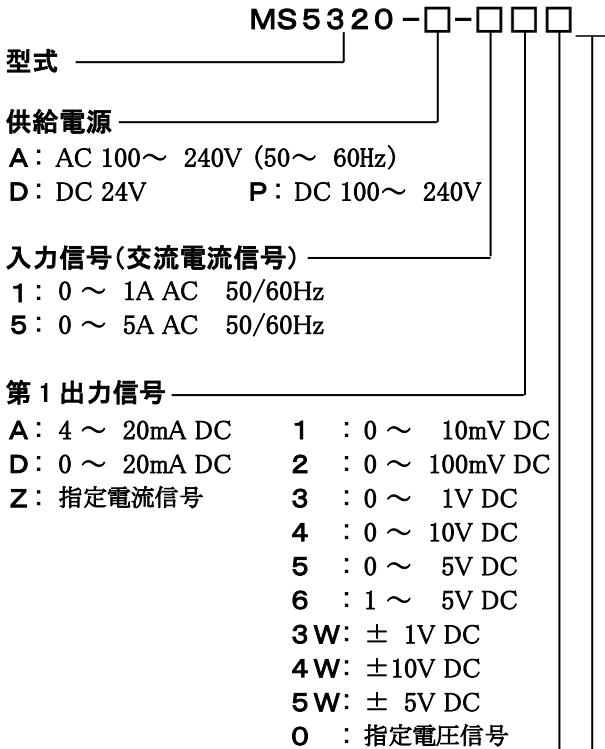 MS5320-□-□□□
型式
供給電源
A: AC 100～ 240V (50～ 60Hz)
D: DC 24V P: DC 100～ 240V
入力信号(交流電流信号)
1: 0 ～ 1A AC 50/60Hz
5: 0 ～ 5A AC 50/60Hz
第1出力信号
A: 4 ～ 20mA DC 1 : 0 ～ 10mV DC
D: 0 ～ 20mA DC 2 : 0 ～ 100mV DC
Z: 指定電流信号 3 : 0 ～ 1V DC
4 : 0 ～ 10V DC
5 : 0 ～ 5V DC
6 : 1 ～ 5V DC
3W: ± 1V DC
4W: ±10V DC
5W: ± 5V DC
0 : 指定電圧信号